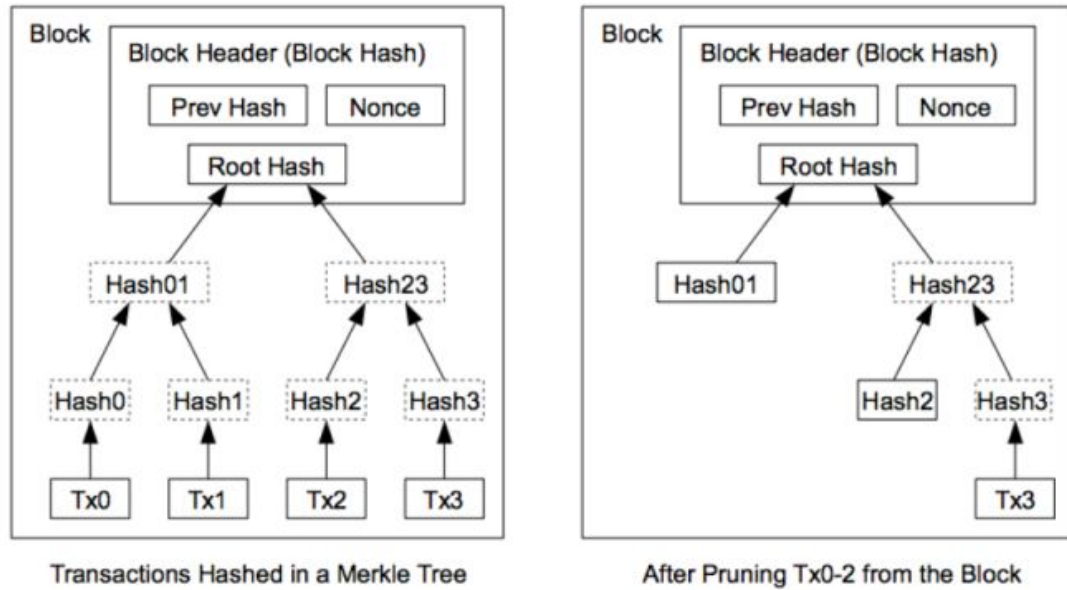 Block
Block Header (Block Hash)
Prev Hash
Nonce
Root Hash
Hash01
Hash23
Hash0
Hash1
Hash2
Hash3
Tx0
Tx1
Tx2
Tx3
Transactions Hashed in a Merkle Tree
Block
Block Header (Block Hash)
Prev Hash
Nonce
Root Hash
Hash01
Hash23
Hash2
Hash3
Tx3
After Pruning Tx0-2 from the Block